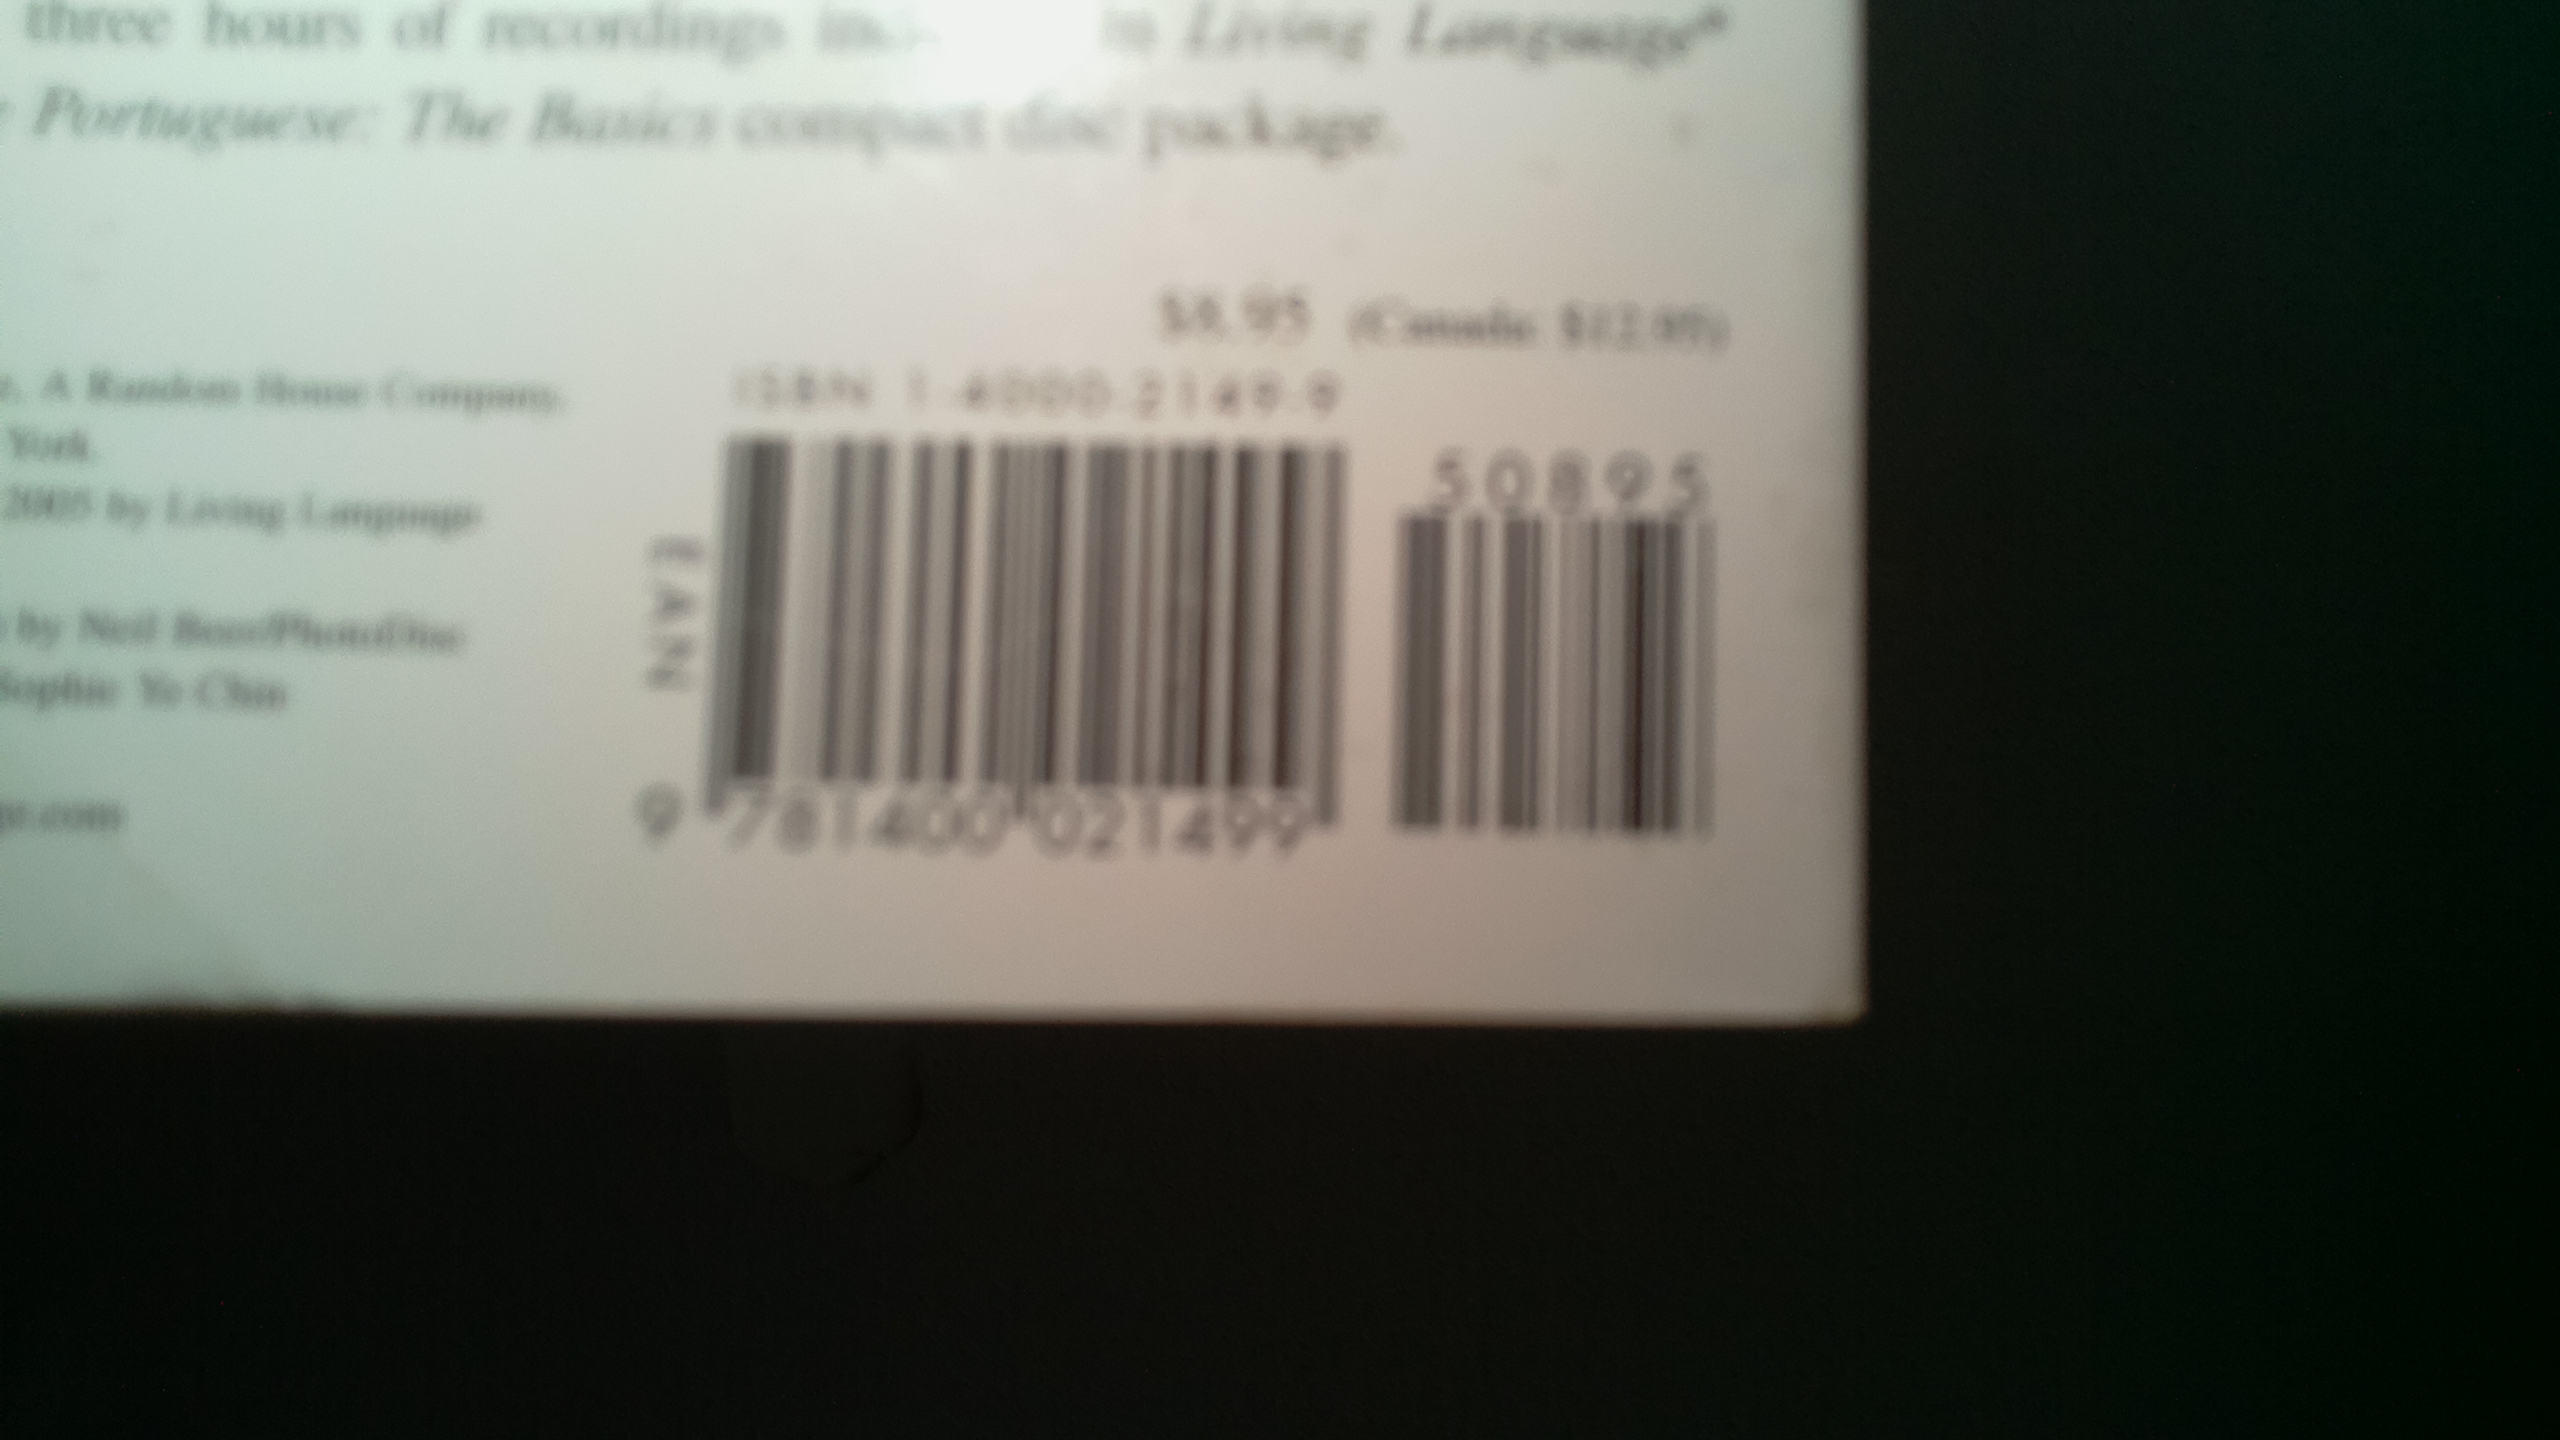 three hours of recordings in Living Language®
Portuguese: The Basics compact disc package.
$8.95 (Canada: $12.95)
ISBN 1-4000-2149-9
A Random House Company,
York.
50895
2005 by Living Language
EAN
by Neil Beer/PhotoDisc
Sophie Ye Chin
.com
9 781400 021499